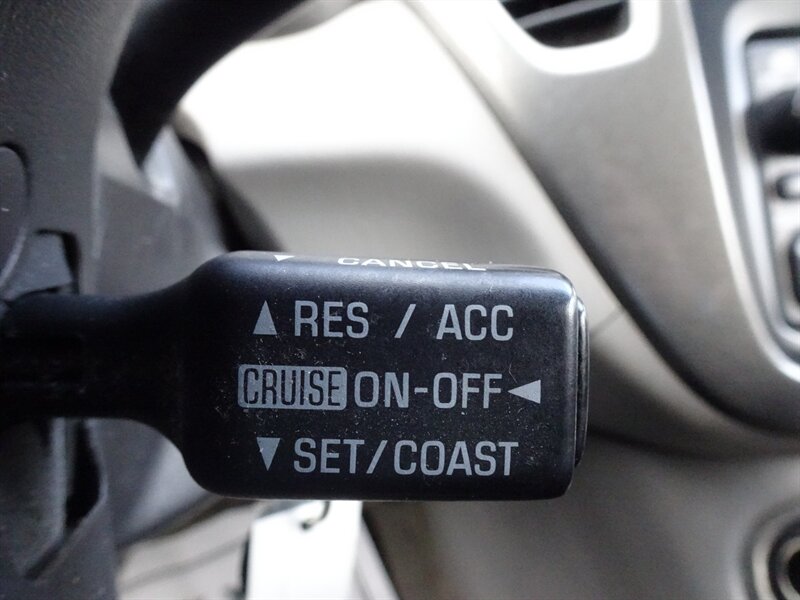 CANCEL
RES / ACC
CRUISE ON-OFF
SET/COAST